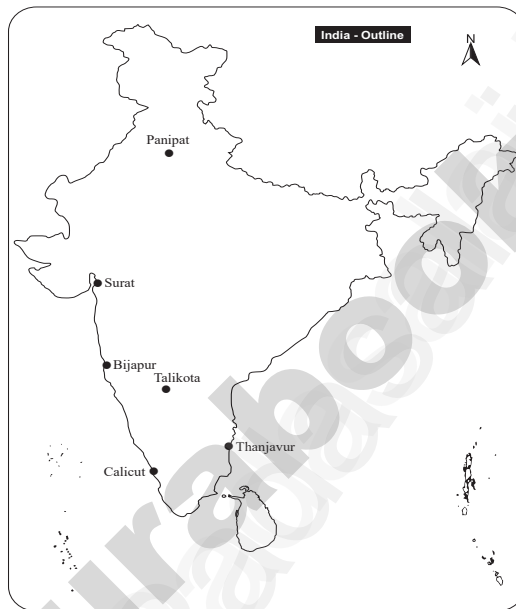 India - Outline
N
Panipat
Surat
Bijapur
Talikota
Thanjavur
Calicut